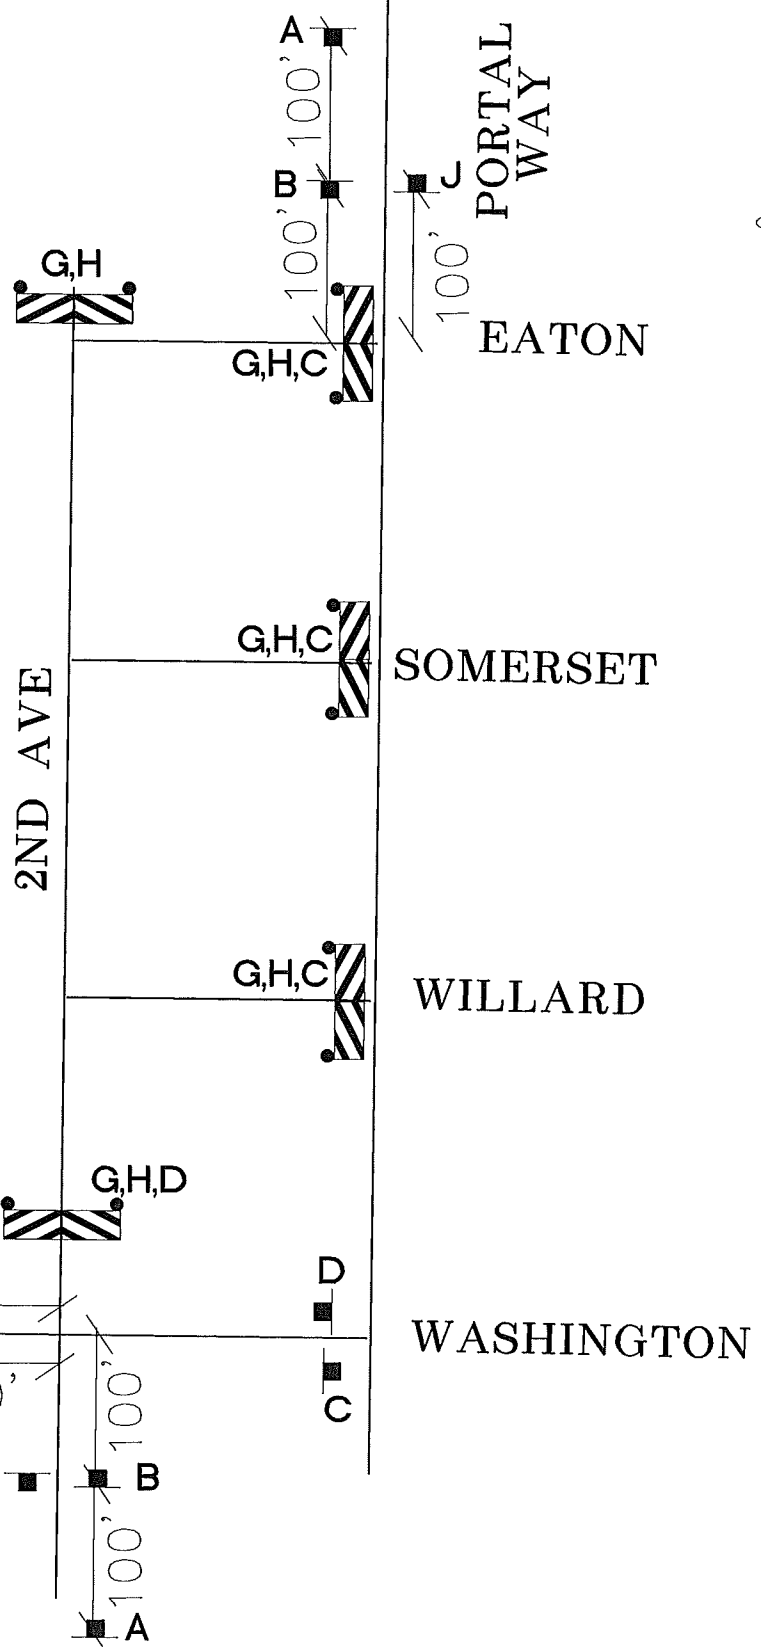 A
100'
PORTAL
WAY
B
J
100'
100'
G,H
EATON
G,H,C
G,H,C
SOMERSET
2ND AVE
G,H,C
WILLARD
G,H,D
D
WASHINGTON
C
100'
B
100'
A